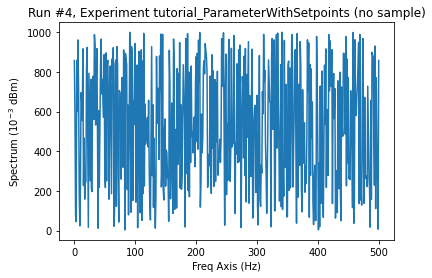 Run #4, Experiment tutorial_ParameterWithSetpoints (no sample)
1000
800
600
400
200
0
Spectrum (10⁻³ dBm)
0 100 200 300 400 500
Freq Axis (Hz)